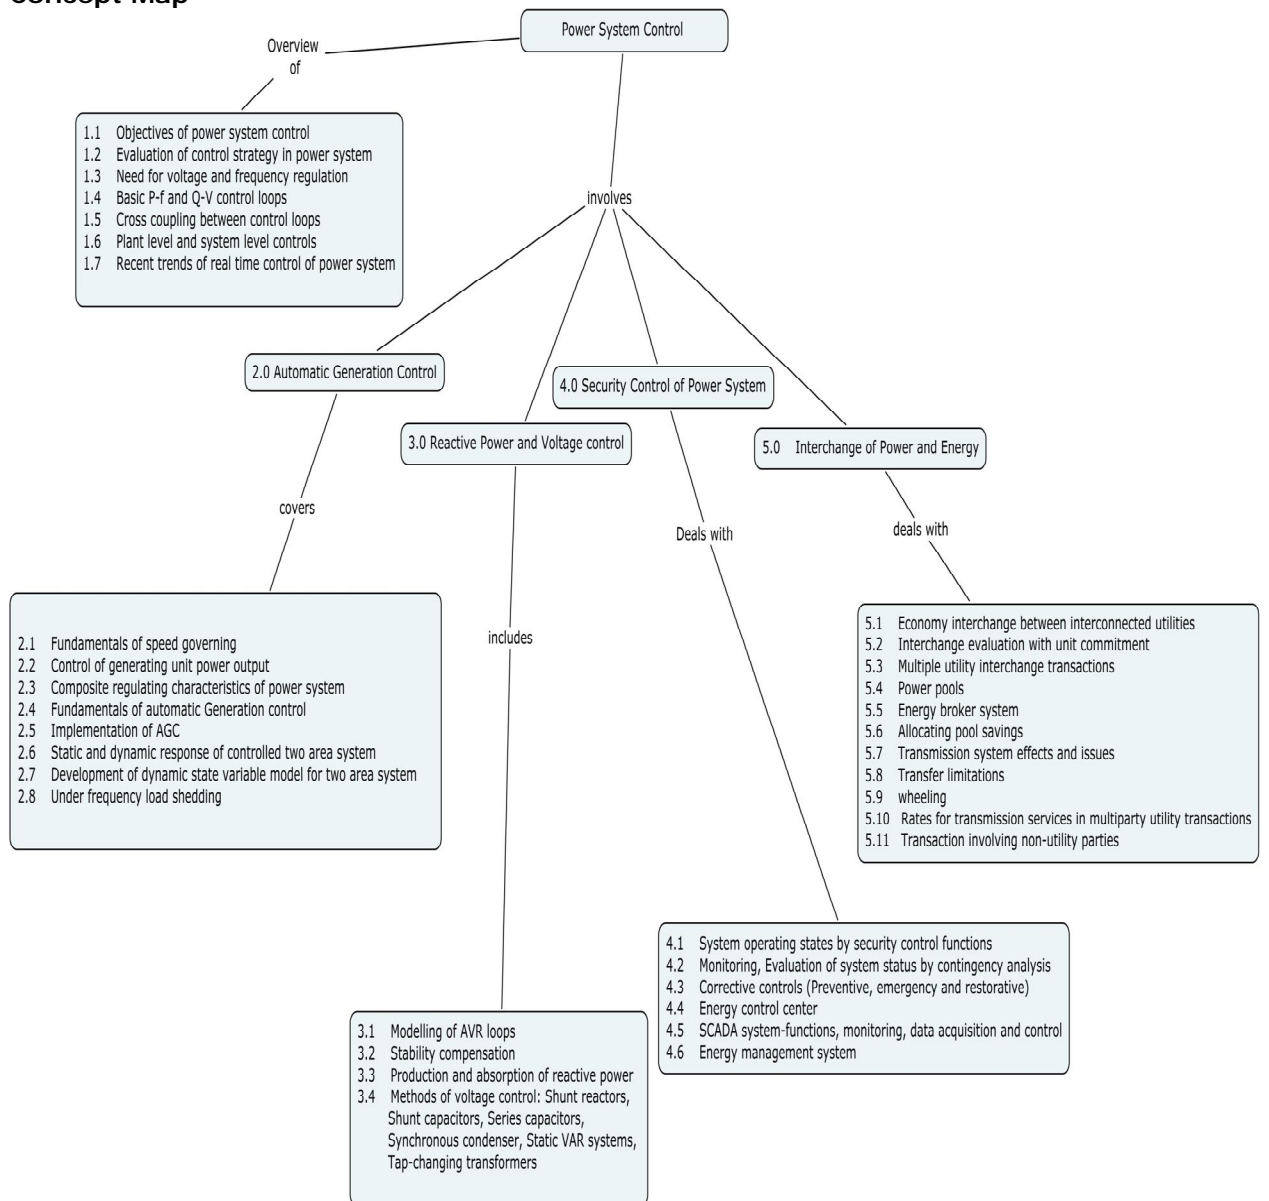 Concept Map
Power System Control
Overview
of
1.1 Objectives of power system control
1.2 Evaluation of control strategy in power system
1.3 Need for voltage and frequency regulation
1.4 Basic P-f and Q-V control loops
1.5 Cross coupling between control loops
1.6 Plant level and system level controls
1.7 Recent trends of real time control of power system
involves
2.0 Automatic Generation Control
4.0 Security Control of Power System
3.0 Reactive Power and Voltage control
5.0 Interchange of Power and Energy
covers
Deals with
deals with
includes
2.1 Fundamentals of speed governing
2.2 Control of generating unit power output
2.3 Composite regulating characteristics of power system
2.4 Fundamentals of automatic Generation control
2.5 Implementation of AGC
2.6 Static and dynamic response of controlled two area system
2.7 Development of dynamic state variable model for two area system
2.8 Under frequency load shedding
5.1 Economy interchange between interconnected utilities
5.2 Interchange evaluation with unit commitment
5.3 Multiple utility interchange transactions
5.4 Power pools
5.5 Energy broker system
5.6 Allocating pool savings
5.7 Transmission system effects and issues
5.8 Transfer limitations
5.9 wheeling
5.10 Rates for transmission services in multiparty utility transactions
5.11 Transaction involving non-utility parties
4.1 System operating states by security control functions
4.2 Monitoring, Evaluation of system status by contingency analysis
4.3 Corrective controls (Preventive, emergency and restorative)
4.4 Energy control center
4.5 SCADA system-functions, monitoring, data acquisition and control
4.6 Energy management system
3.1 Modelling of AVR loops
3.2 Stability compensation
3.3 Production and absorption of reactive power
3.4 Methods of voltage control: Shunt reactors,
Shunt capacitors, Series capacitors,
Synchronous condenser, Static VAR systems,
Tap-changing transformers